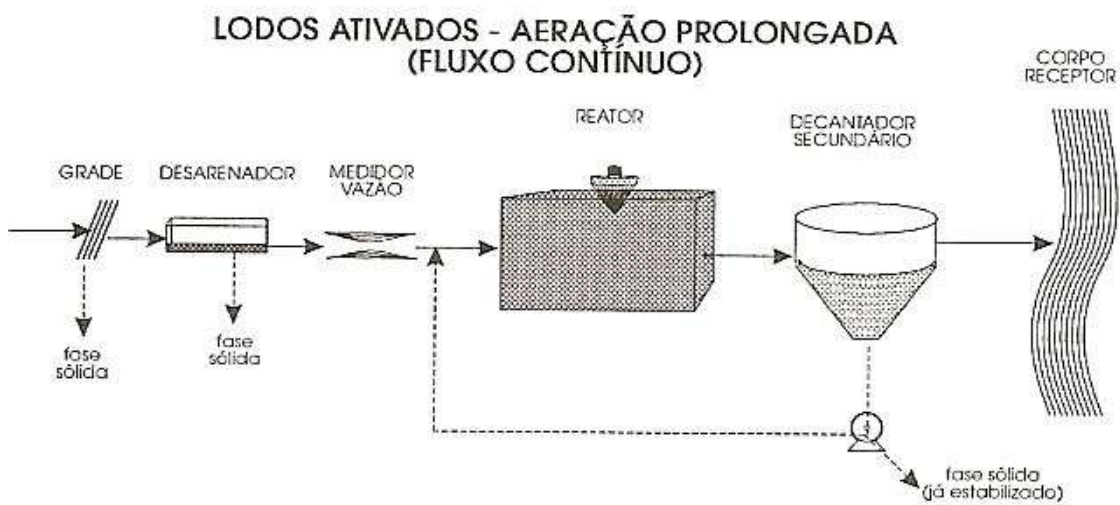 LODOS ATIVADOS - AERAÇÃO PROLONGADA
(FLUXO CONTÍNUO)
CORPO
RECEPTOR
REATOR
DECANTADOR
SECUNDÁRIO
GRADE
DESARENADOR
MEDIDOR
VAZÃO
fase
sólida
fase
sólida
fase sólida
(já estabilizado)